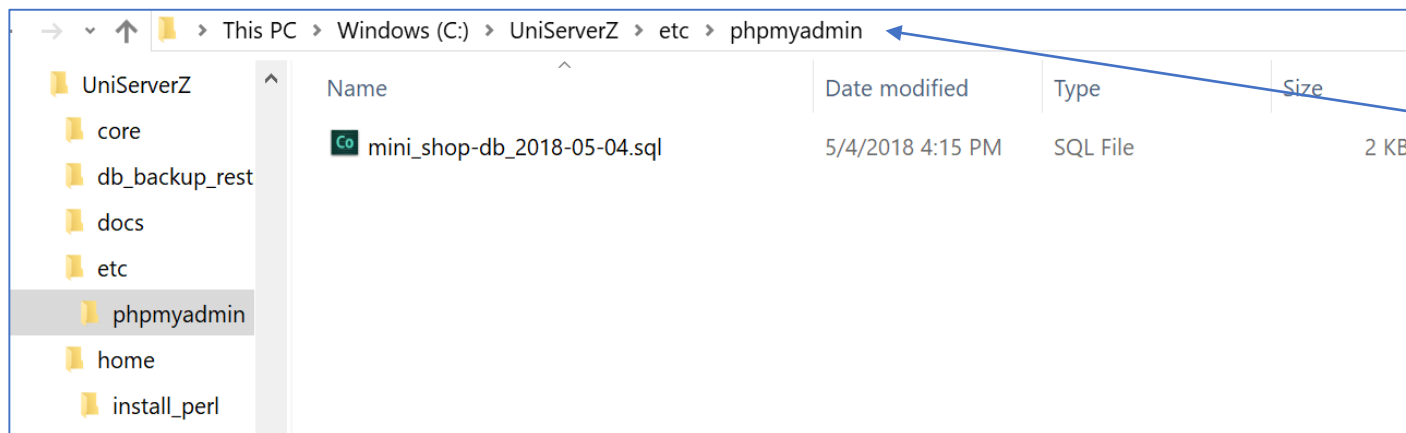 This PC > Windows (C:) > UniServerZ > etc > phpmyadmin
UniServerZ
core
db_backup_rest
docs
etc
phpmyadmin
home
install_perl
Name Date modified Type Size
Co mini_shop-db_2018-05-04.sql 5/4/2018 4:15 PM SQL File 2 KB